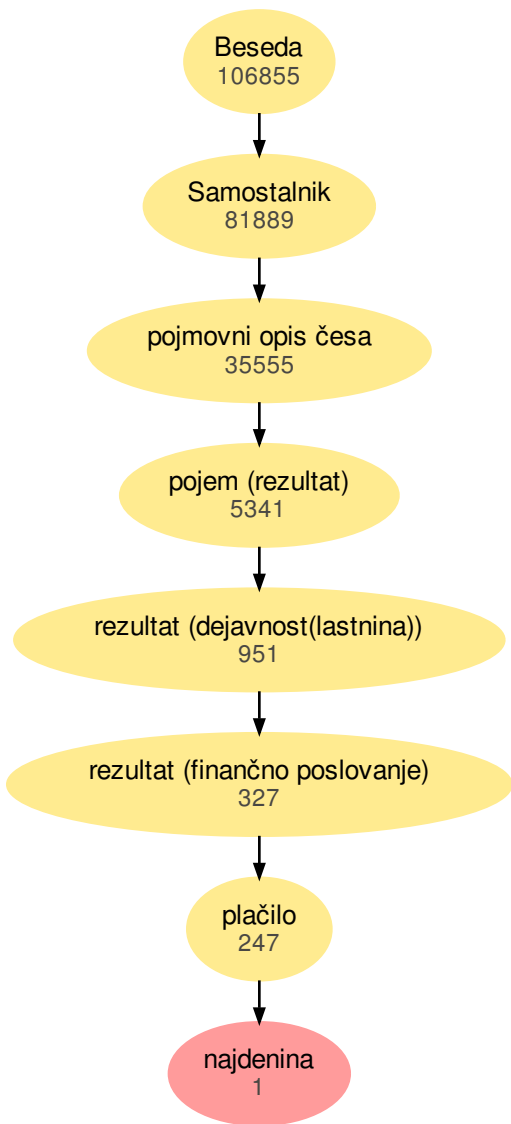 Beseda
106855
Samostalnik
81889
pojmovni opis česa
35555
pojem (rezultat)
5341
rezultat (dejavnost(lastnina))
951
rezultat (finančno poslovanje)
327
plačilo
247
najdenina
1